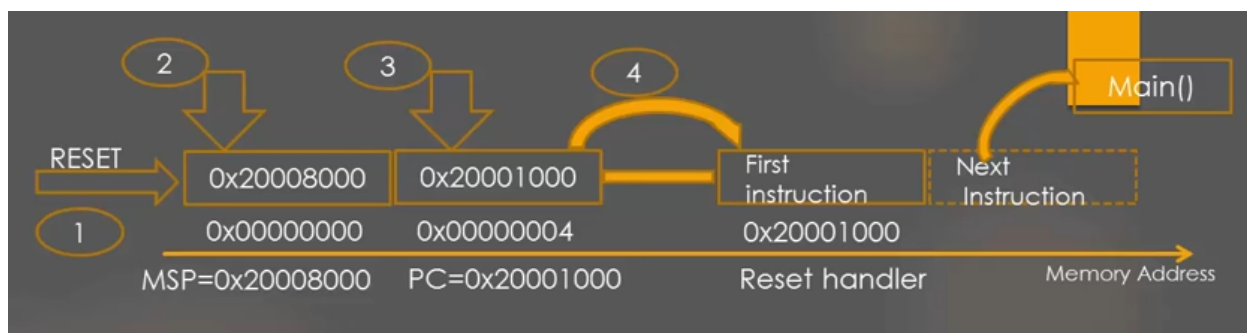 2
3
4
Main()
RESET
0x20008000
0x20001000
First
instruction
Next
Instruction
1
0x00000000
0x00000004
0x20001000
MSP=0x20008000
PC=0x20001000
Reset handler
Memory Address